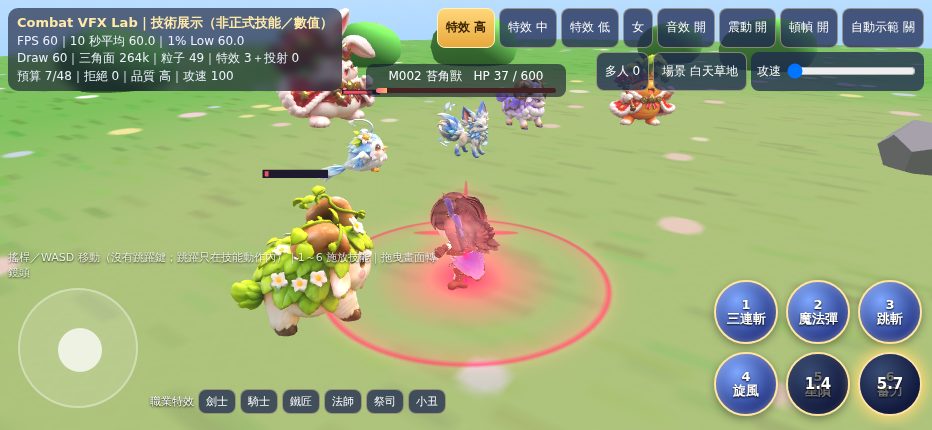 Combat VFX Lab｜技術展示（非正式技能／數值）
FPS 60｜10 秒平均 60.0｜1% Low 60.0
Draw 60｜三角面 264k｜粒子 49｜特效 3＋投射 0
預算 7/48｜拒絕 0｜品質 高｜攻速 100
特效 高
特效 中
特效 低
女
音效 開
震動 開
頓幀 開
自動示範 關
多人 0
場景 白天草地
攻速
M002 苔角獸 HP 37 / 600
搖桿／WASD 移動（沒有跳躍鍵；跳躍只在技能動作內）｜1～6 施放技能｜拖曳畫面轉
鏡頭
1
三連斬
2
魔法彈
3
跳斬
4
旋風
5
1.4
星隕
6
5.7
蓄力
職業特效
劍士
騎士
鐵匠
法師
祭司
小丑